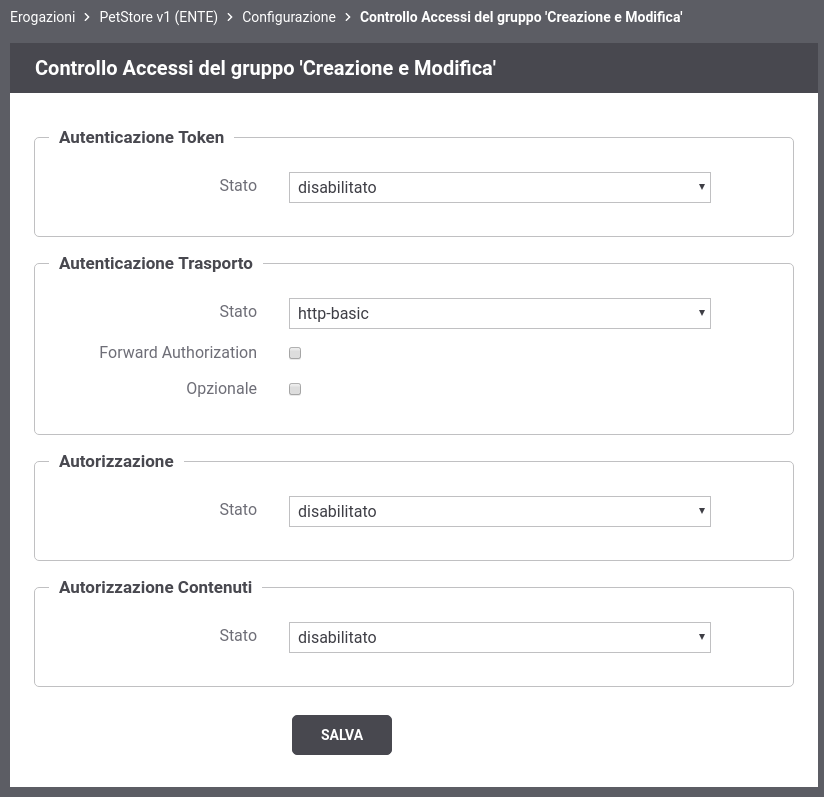 Erogazioni > PetStore v1 (ENTE) > Configurazione > Controllo Accessi del gruppo 'Creazione e Modifica'
Controllo Accessi del gruppo 'Creazione e Modifica'
Autenticazione Token
Stato disabilitato
Autenticazione Trasporto
Stato http-basic
Forward Authorization
Opzionale
Autorizzazione
Stato disabilitato
Autorizzazione Contenuti
Stato disabilitato
SALVA